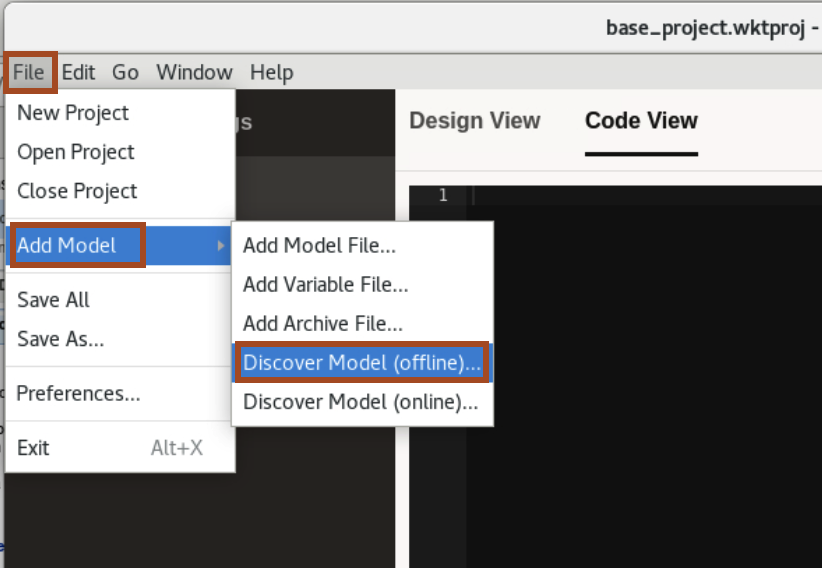 base_project.wktproj -
File Edit Go Window Help
New Project
Open Project
Close Project
Add Model
Save All
Save As...
Preferences...
Exit Alt+X
gs
Design View Code View
1
Add Model File...
Add Variable File...
Add Archive File...
Discover Model (offline)...
Discover Model (online)...